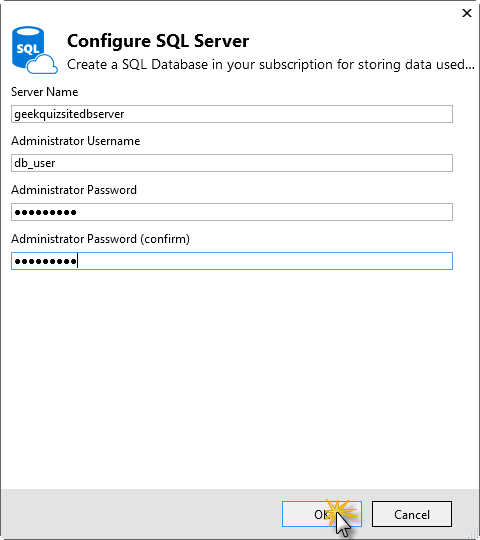 SQL
Configure SQL Server
Create a SQL Database in your subscription for storing data used...
Server Name
geekquizsitedbserver
Administrator Username
db_user
Administrator Password
●●●●●●●●●
Administrator Password (confirm)
●●●●●●●●●
OK Cancel